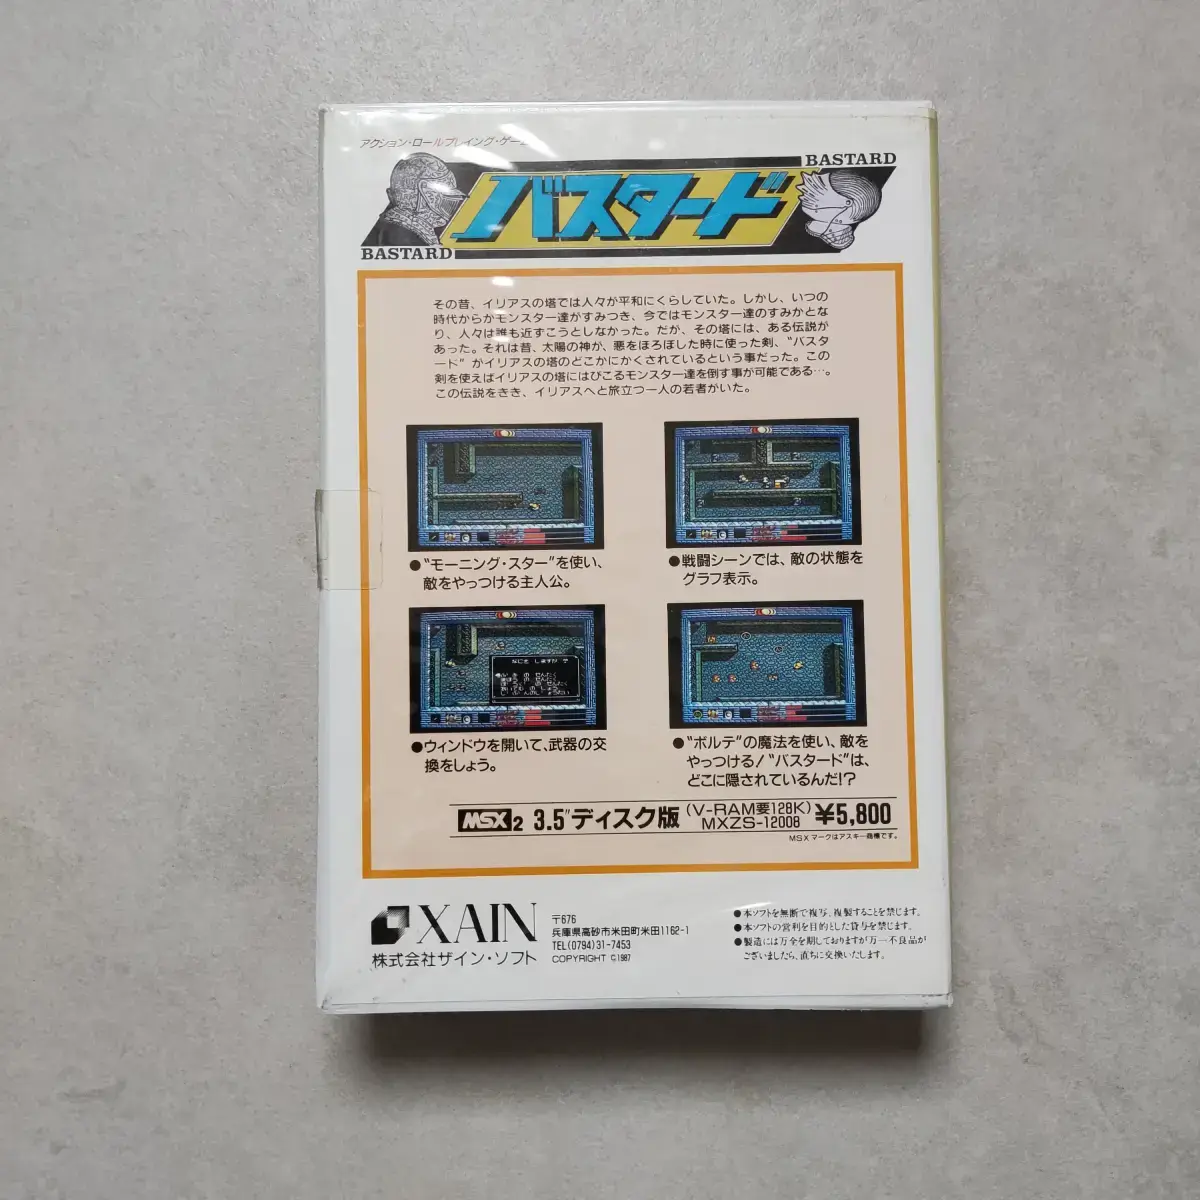 アクション・ロールプレイング・ゲーム
BASTARD
バスタード
BASTARD
その昔、イリアスの塔では人々が平和にくらしていた。しかし、いつの
時代からかモンスター達がすみつき、今ではモンスター達のすみかとな
り、人々は誰も近ずこうとしなかった。だが、その塔には、ある伝説が
あった。それは昔、太陽の神が、悪をほろぼした時に使った剣、“バスタ
ード”がイリアスの塔のどこかにかくされているという事だった。この
剣を使えばイリアスの塔にはびこるモンスター達を倒す事が可能である…。
この伝説をきき、イリアスへと旅立つ一人の若者がいた。
●“モーニング・スター”を使い、
敵をやっつける主人公。
●戦闘シーンでは、敵の状態を
グラフ表示。
なにを しますか ?
●ウィンドウを開いて、武器の交
換をしよう。
●“ボルテ”の魔法を使い、敵を
やっつける!“バスタード”は、
どこに隠されているんだ!?
MSX2 3.5″ディスク版 (V-RAM要128K) MXZS-12008 ¥5,800
MSXマークはアスキー商標です。
XAIN
株式会社ザイン・ソフト
〒676
兵庫県高砂市米田町米田1162-1
TEL(0794)31-7453
COPYRIGHT ©1987
●本ソフトを無断で複写、複製することを禁じます。
●本ソフトの営利を目的とした貸与を禁じます。
●製造には万全を期しておりますが万一不良品が
ございましたら、直ちに交換いたします。